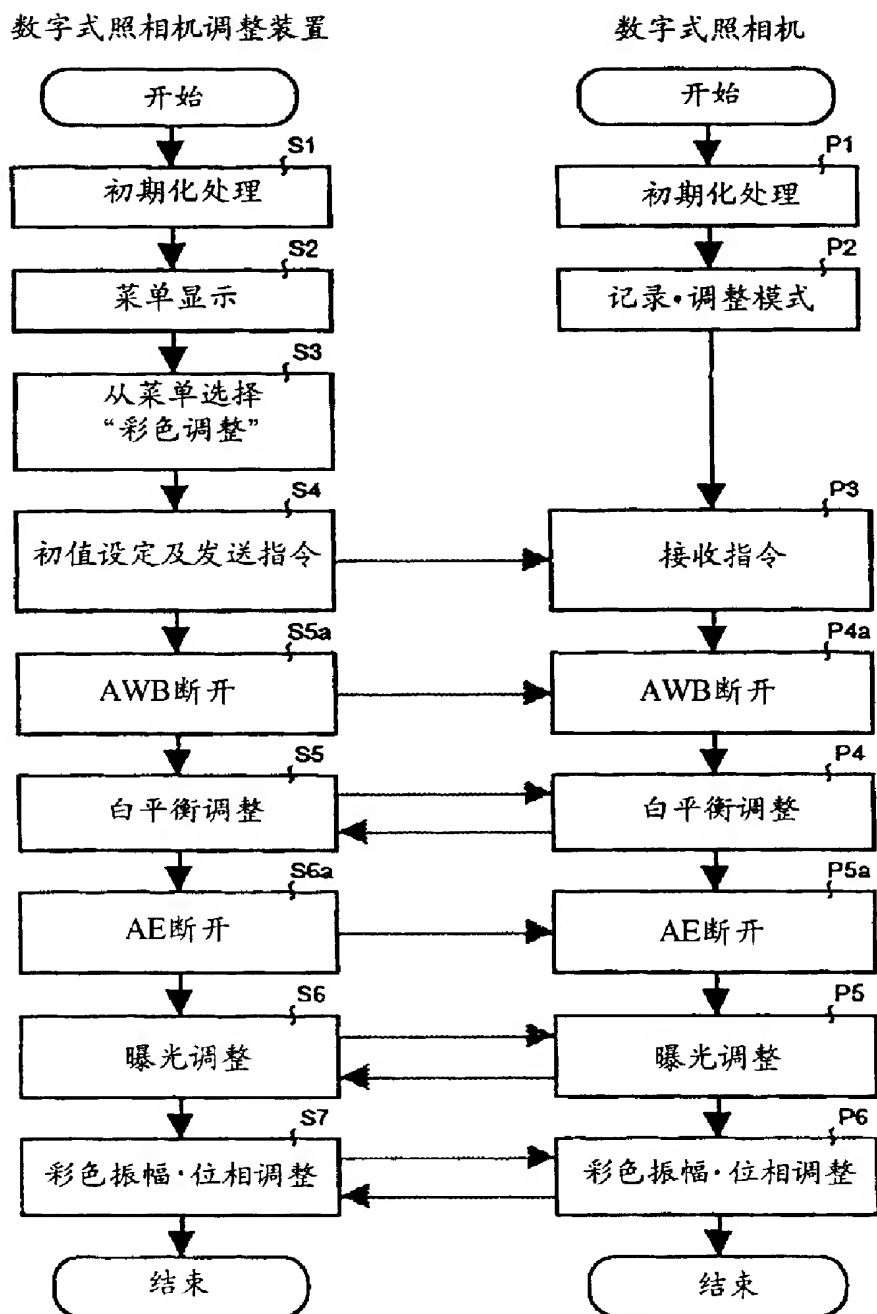 数字式照相机调整装置
数字式照相机
开始
开始
S1
P1
初期化处理
初期化处理
S2
P2
菜单显示
记录·调整模式
S3
从菜单选择
“彩色调整”
S4
P3
初值设定及发送指令
接收指令
S5a
P4a
AWB断开
AWB断开
S5
P4
白平衡调整
白平衡调整
S6a
P5a
AE断开
AE断开
S6
P5
曝光调整
曝光调整
S7
P6
彩色振幅·位相调整
彩色振幅·位相调整
结束
结束